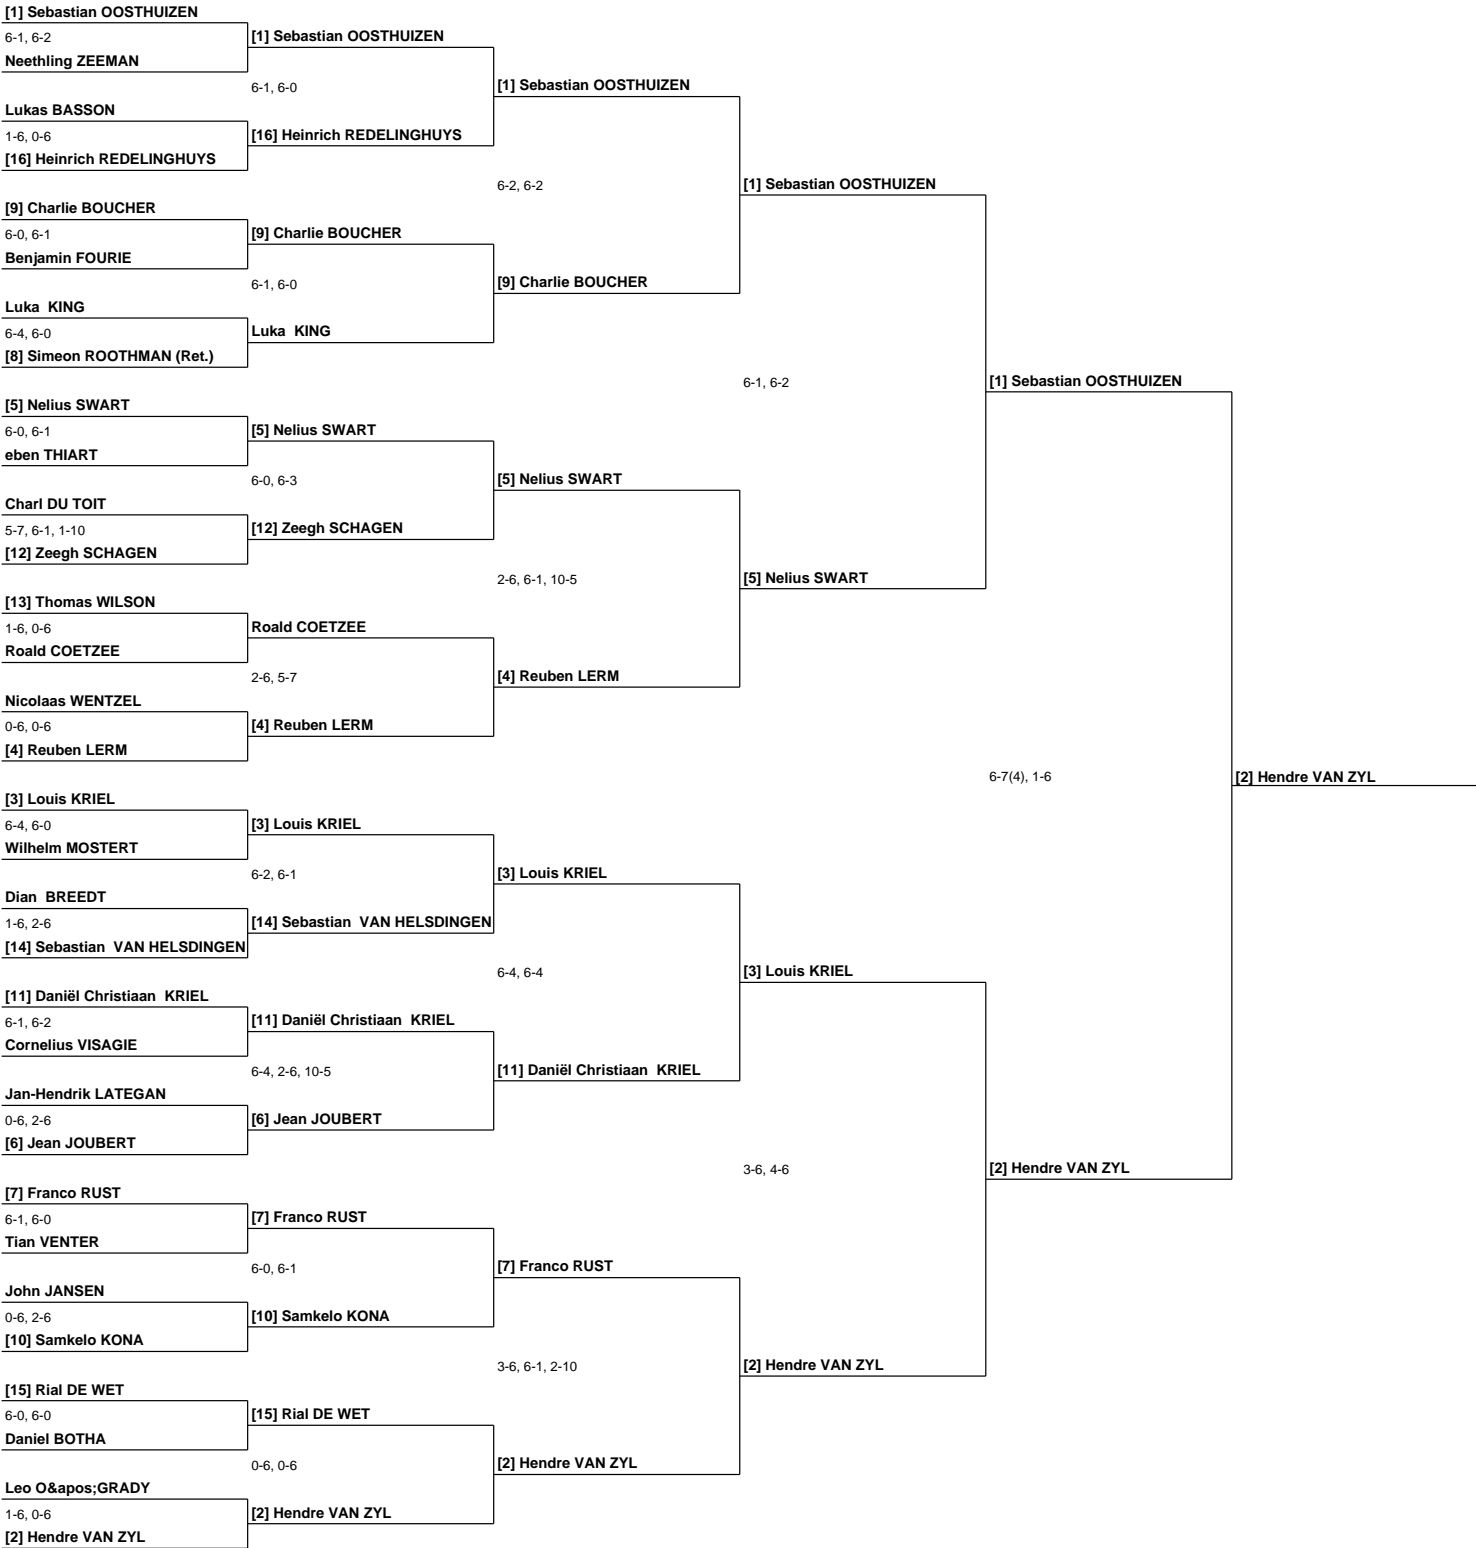 [1] Sebastian OOSTHUIZEN
6-1, 6-2
Neethling ZEEMAN
Lukas BASSON
1-6, 0-6
[16] Heinrich REDELINGHUYS
[9] Charlie BOUCHER
6-0, 6-1
Benjamin FOURIE
Luka  KING
6-4, 6-0
[8] Simeon ROOTHMAN (Ret.)
[5] Nelius SWART
6-0, 6-1
eben THIART
Charl DU TOIT
5-7, 6-1, 1-10
[12] Zeegh SCHAGEN
[13] Thomas WILSON
1-6, 0-6
Roald COETZEE
Nicolaas WENTZEL
0-6, 0-6
[4] Reuben LERM
[3] Louis KRIEL
6-4, 6-0
Wilhelm MOSTERT
Dian  BREEDT
1-6, 2-6
[14] Sebastian  VAN HELSDINGEN
[11] Daniël Christiaan  KRIEL
6-1, 6-2
Cornelius VISAGIE
Jan-Hendrik LATEGAN
0-6, 2-6
[6] Jean JOUBERT
[7] Franco RUST
6-1, 6-0
Tian VENTER
John JANSEN
0-6, 2-6
[10] Samkelo KONA
[15] Rial DE WET
6-0, 6-0
Daniel BOTHA
Leo O&apos;GRADY
1-6, 0-6
[2] Hendre VAN ZYL
[1] Sebastian OOSTHUIZEN
6-1, 6-0
[16] Heinrich REDELINGHUYS
[9] Charlie BOUCHER
6-1, 6-0
Luka  KING
[5] Nelius SWART
6-0, 6-3
[12] Zeegh SCHAGEN
Roald COETZEE
2-6, 5-7
[4] Reuben LERM
[3] Louis KRIEL
6-2, 6-1
[14] Sebastian  VAN HELSDINGEN
[11] Daniël Christiaan  KRIEL
6-4, 2-6, 10-5
[6] Jean JOUBERT
[7] Franco RUST
6-0, 6-1
[10] Samkelo KONA
[15] Rial DE WET
0-6, 0-6
[2] Hendre VAN ZYL
[1] Sebastian OOSTHUIZEN
6-2, 6-2
[9] Charlie BOUCHER
[5] Nelius SWART
2-6, 6-1, 10-5
[4] Reuben LERM
[3] Louis KRIEL
6-4, 6-4
[11] Daniël Christiaan  KRIEL
[7] Franco RUST
3-6, 6-1, 2-10
[2] Hendre VAN ZYL
[1] Sebastian OOSTHUIZEN
6-1, 6-2
[5] Nelius SWART
[3] Louis KRIEL
3-6, 4-6
[2] Hendre VAN ZYL
[1] Sebastian OOSTHUIZEN
6-7(4), 1-6
[2] Hendre VAN ZYL
[2] Hendre VAN ZYL